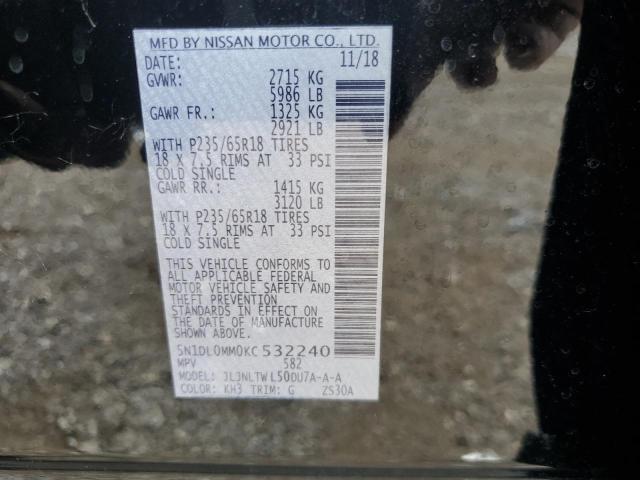 MFD BY NISSAN MOTOR CO., LTD.
DATE: 11/18
GVWR: 2715 KG
5986 LB
GAWR FR.: 1325 KG
2921 LB
WITH P235/65R18 TIRES
18 X 7.5 RIMS AT 33 PSI
COLD SINGLE
GAWR RR.: 1415 KG
3120 LB
WITH P235/65R18 TIRES
18 X 7.5 RIMS AT 33 PSI
COLD SINGLE
THIS VEHICLE CONFORMS TO
ALL APPLICABLE FEDERAL
MOTOR VEHICLE SAFETY AND
THEFT PREVENTION
STANDARDS IN EFFECT ON
THE DATE OF MANUFACTURE
SHOWN ABOVE.
5N1DL0MM0KC532240
MPV 582
MODEL: JL3NLTWL50DU7A-A-A
COLOR: KH3 TRIM: G ZS30A